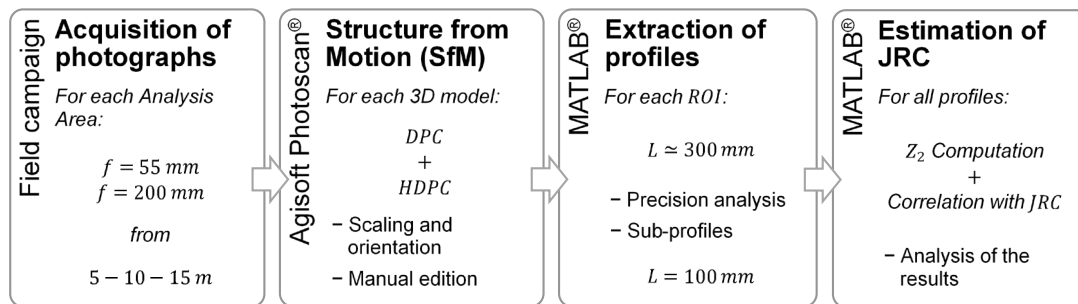 Field campaign
Acquisition of
photographs
For each Analysis
Area:
f = 55 mm
f = 200 mm
from
5 − 10 − 15 m
Agisoft Photoscan®
Structure from
Motion (SfM)
For each 3D model:
DPC
+
HDPC
− Scaling and
orientation
− Manual edition
MATLAB®
Extraction of
profiles
For each ROI:
L ≃ 300 mm
− Precision analysis
− Sub-profiles
L = 100 mm
MATLAB®
Estimation of
JRC
For all profiles:
Z₂ Computation
+
Correlation with JRC
− Analysis of the
results